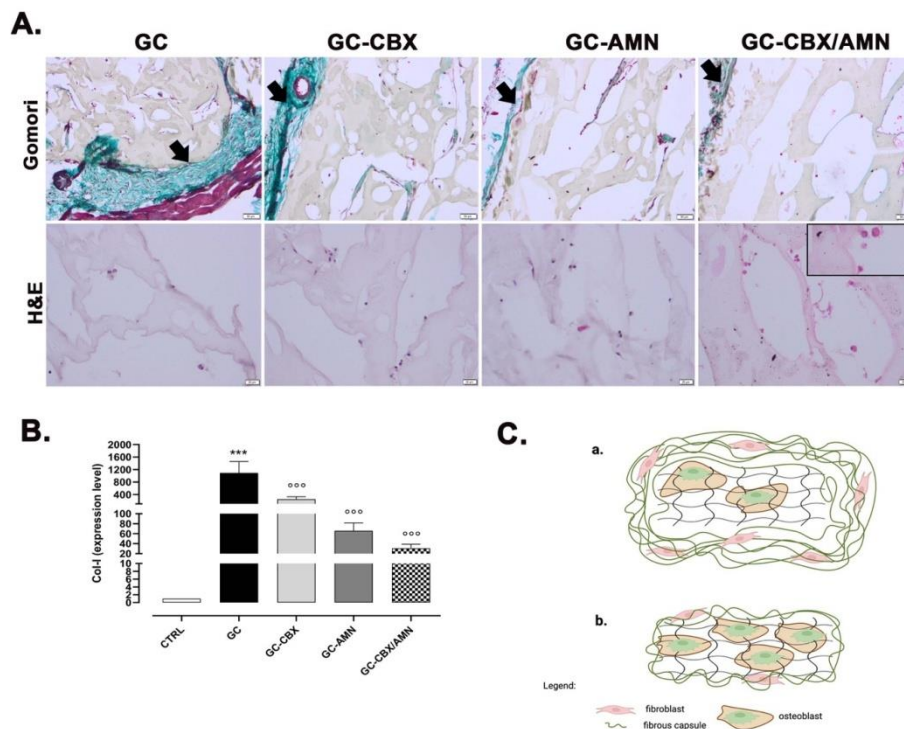 A.
GC GC-CBX GC-AMN GC-CBX/AMN
Gomori
H&E
B.
Col-I (expression level)
2000
1600
1200
800
400
100
80
60
40
20
10
8
6
4
2
0
***
°°°
°°°
°°°
CTRL
GC
GC-CBX
GC-AMN
GC-CBX/AMN
C.
a.
b.
Legend:
fibroblast
osteoblast
fibrous capsule